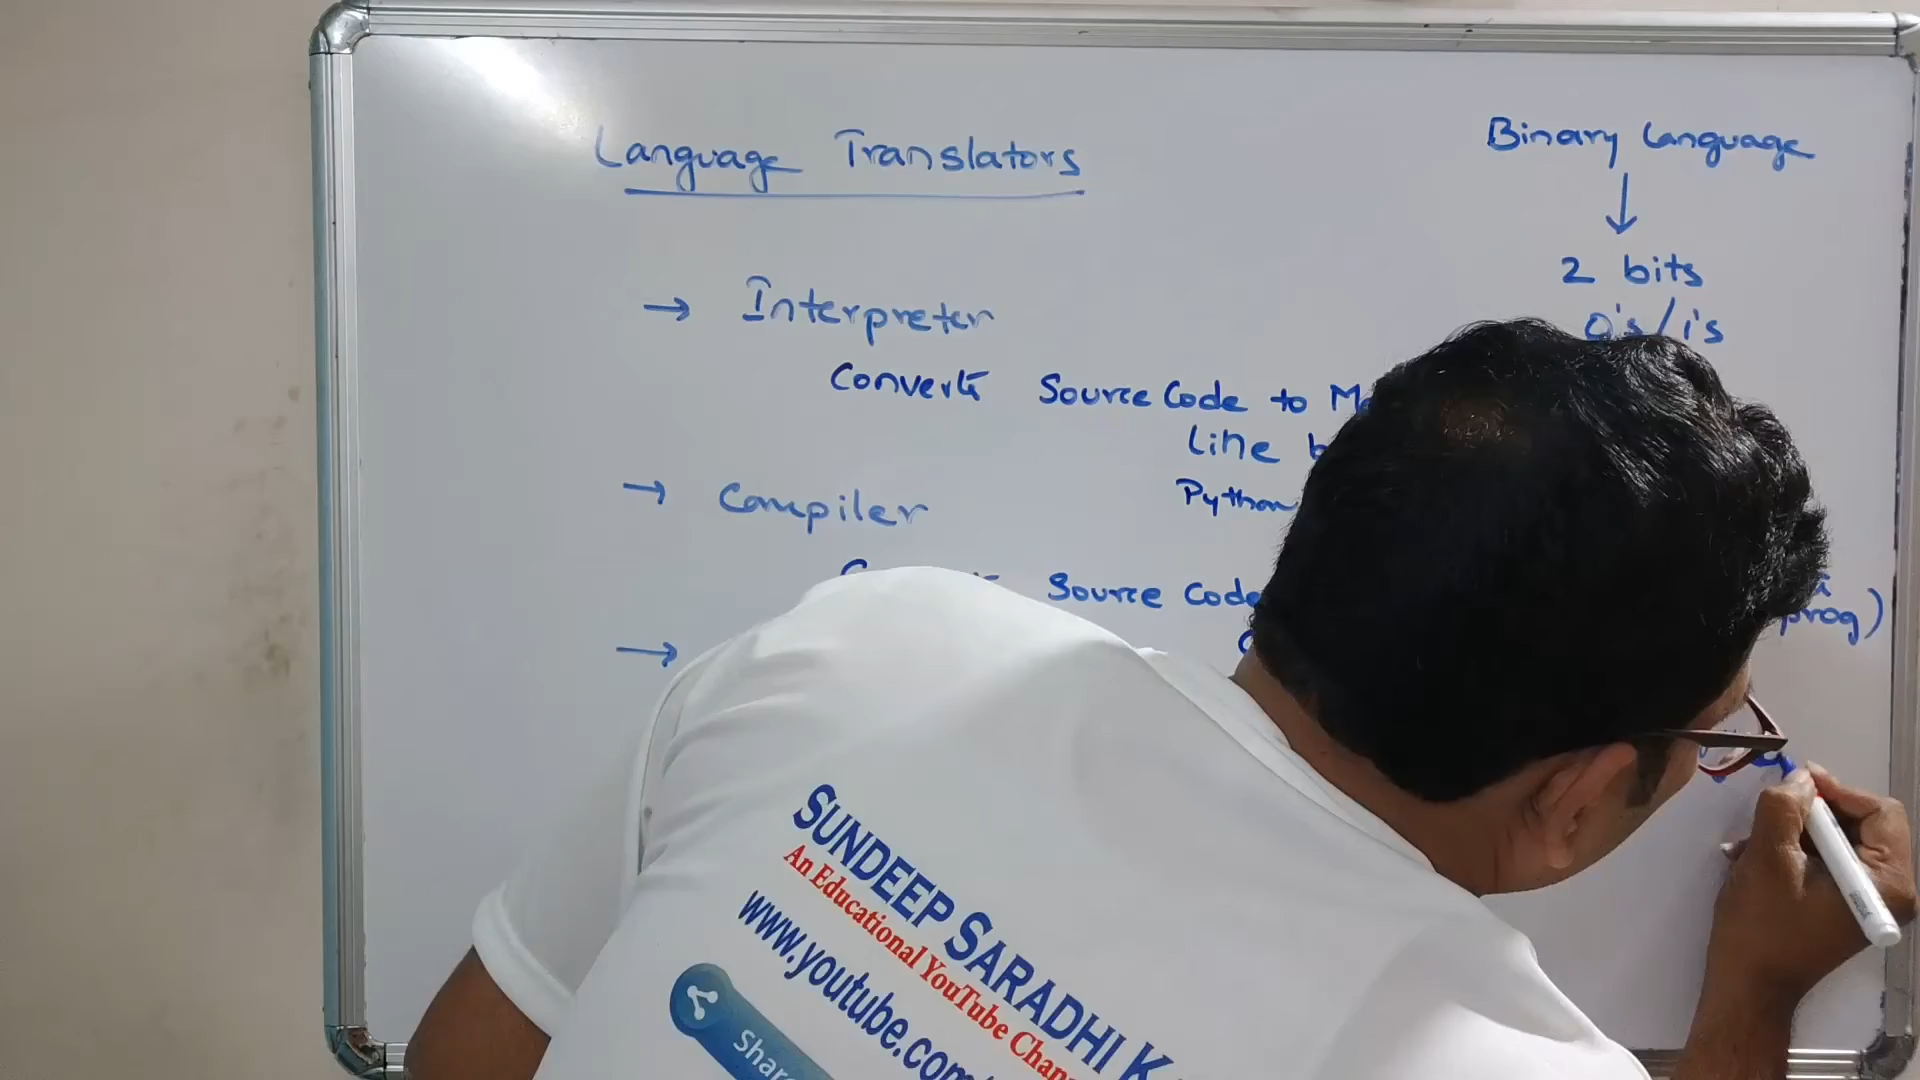 Language Translators
Binary Language
↓
2 bits
0's/1's
→ Interpreter
Converts Source Code to
Line
Python
→ Compiler
Source Code
prog)
→
SUNDEEP SARADHI
An Educational YouTube
www.youtube.com
Share